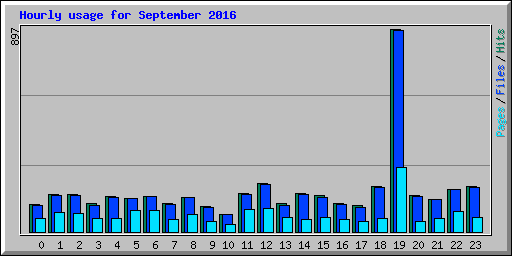 Hourly usage for September 2016
897
Pages/Files/Hits
0 1 2 3 4 5 6 7 8 9 10 11 12 13 14 15 16 17 18 19 20 21 22 23